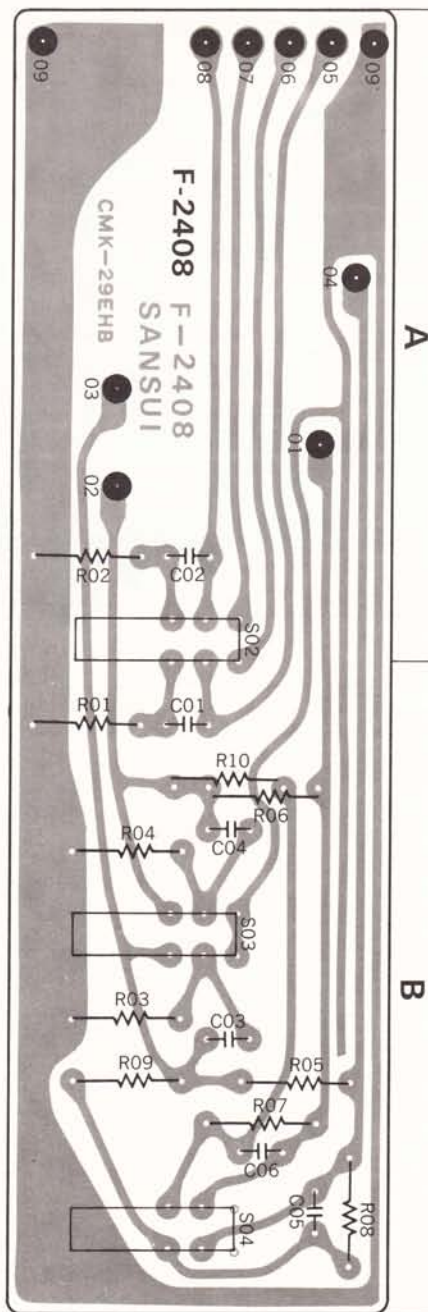 09
08
07
06
05
09'
F-2408
F-2408
SANSUI
CMK-29EHB
04
A
03
01
02
R02
C02
S02
R01
C01
R10
R06
C04
R04
S03
B
R03
C03
R09
R05
R07
C06
R08
C05
S04